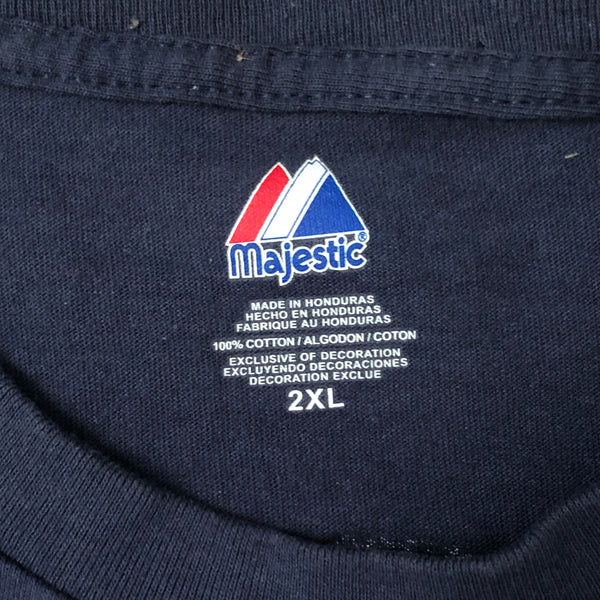 Majestic®
MADE IN HONDURAS
HECHO EN HONDURAS
FABRIQUE AU HONDURAS
100% COTTON / ALGODON / COTON
EXCLUSIVE OF DECORATION
EXCLUYENDO DECORACIONES
DECORATION EXCLUE
2XL